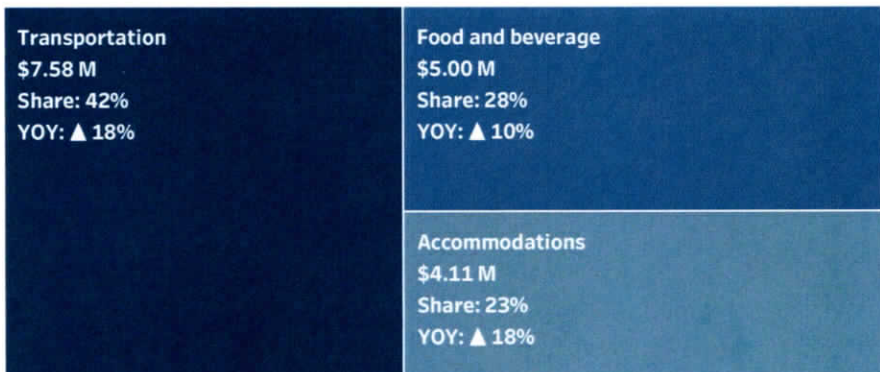 Transportation
$7.58 M
Share: 42%
YOY: ▲ 18%
Food and beverage
$5.00 M
Share: 28%
YOY: ▲ 10%
Accommodations
$4.11 M
Share: 23%
YOY: ▲ 18%